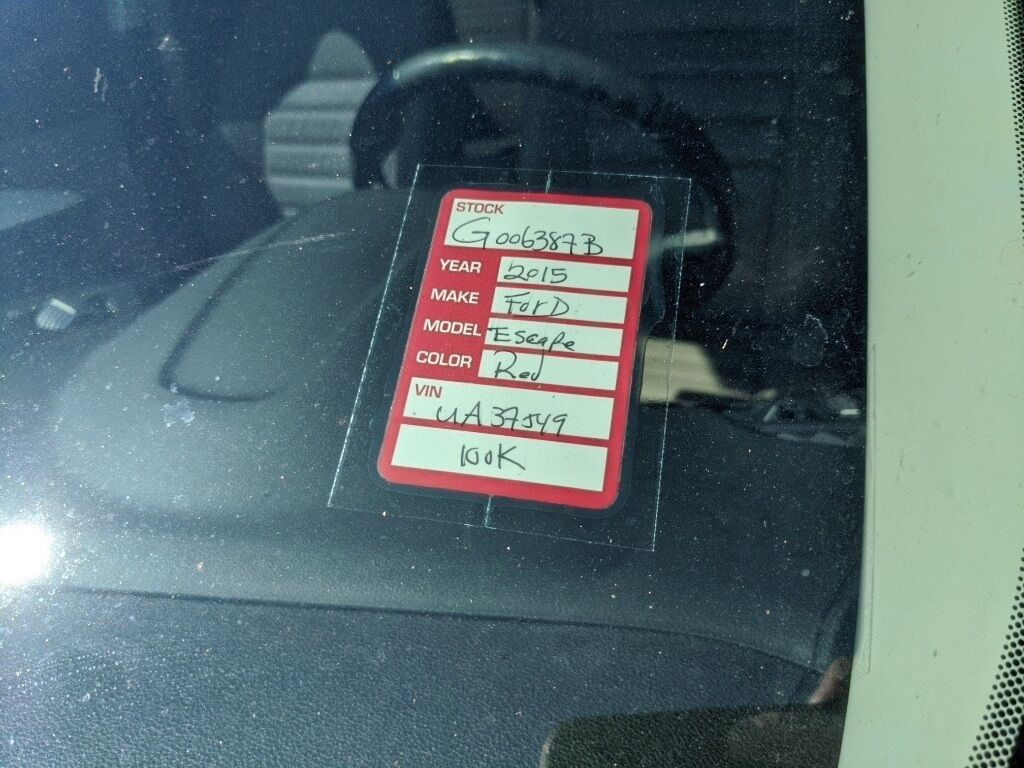 STOCK
G006387B
YEAR 2015
MAKE ForD
MODEL Escape
COLOR Red
VIN
UA37549
100K